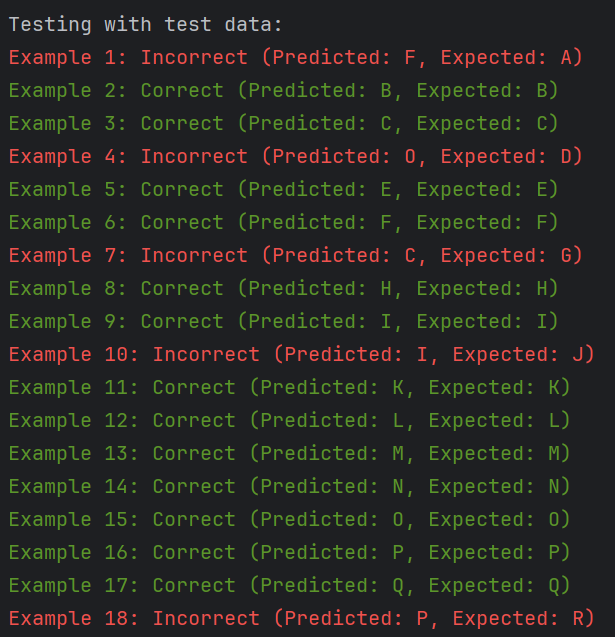 Testing with test data:
Example 1: Incorrect (Predicted: F, Expected: A)
Example 2: Correct (Predicted: B, Expected: B)
Example 3: Correct (Predicted: C, Expected: C)
Example 4: Incorrect (Predicted: O, Expected: D)
Example 5: Correct (Predicted: E, Expected: E)
Example 6: Correct (Predicted: F, Expected: F)
Example 7: Incorrect (Predicted: C, Expected: G)
Example 8: Correct (Predicted: H, Expected: H)
Example 9: Correct (Predicted: I, Expected: I)
Example 10: Incorrect (Predicted: I, Expected: J)
Example 11: Correct (Predicted: K, Expected: K)
Example 12: Correct (Predicted: L, Expected: L)
Example 13: Correct (Predicted: M, Expected: M)
Example 14: Correct (Predicted: N, Expected: N)
Example 15: Correct (Predicted: O, Expected: O)
Example 16: Correct (Predicted: P, Expected: P)
Example 17: Correct (Predicted: Q, Expected: Q)
Example 18: Incorrect (Predicted: P, Expected: R)